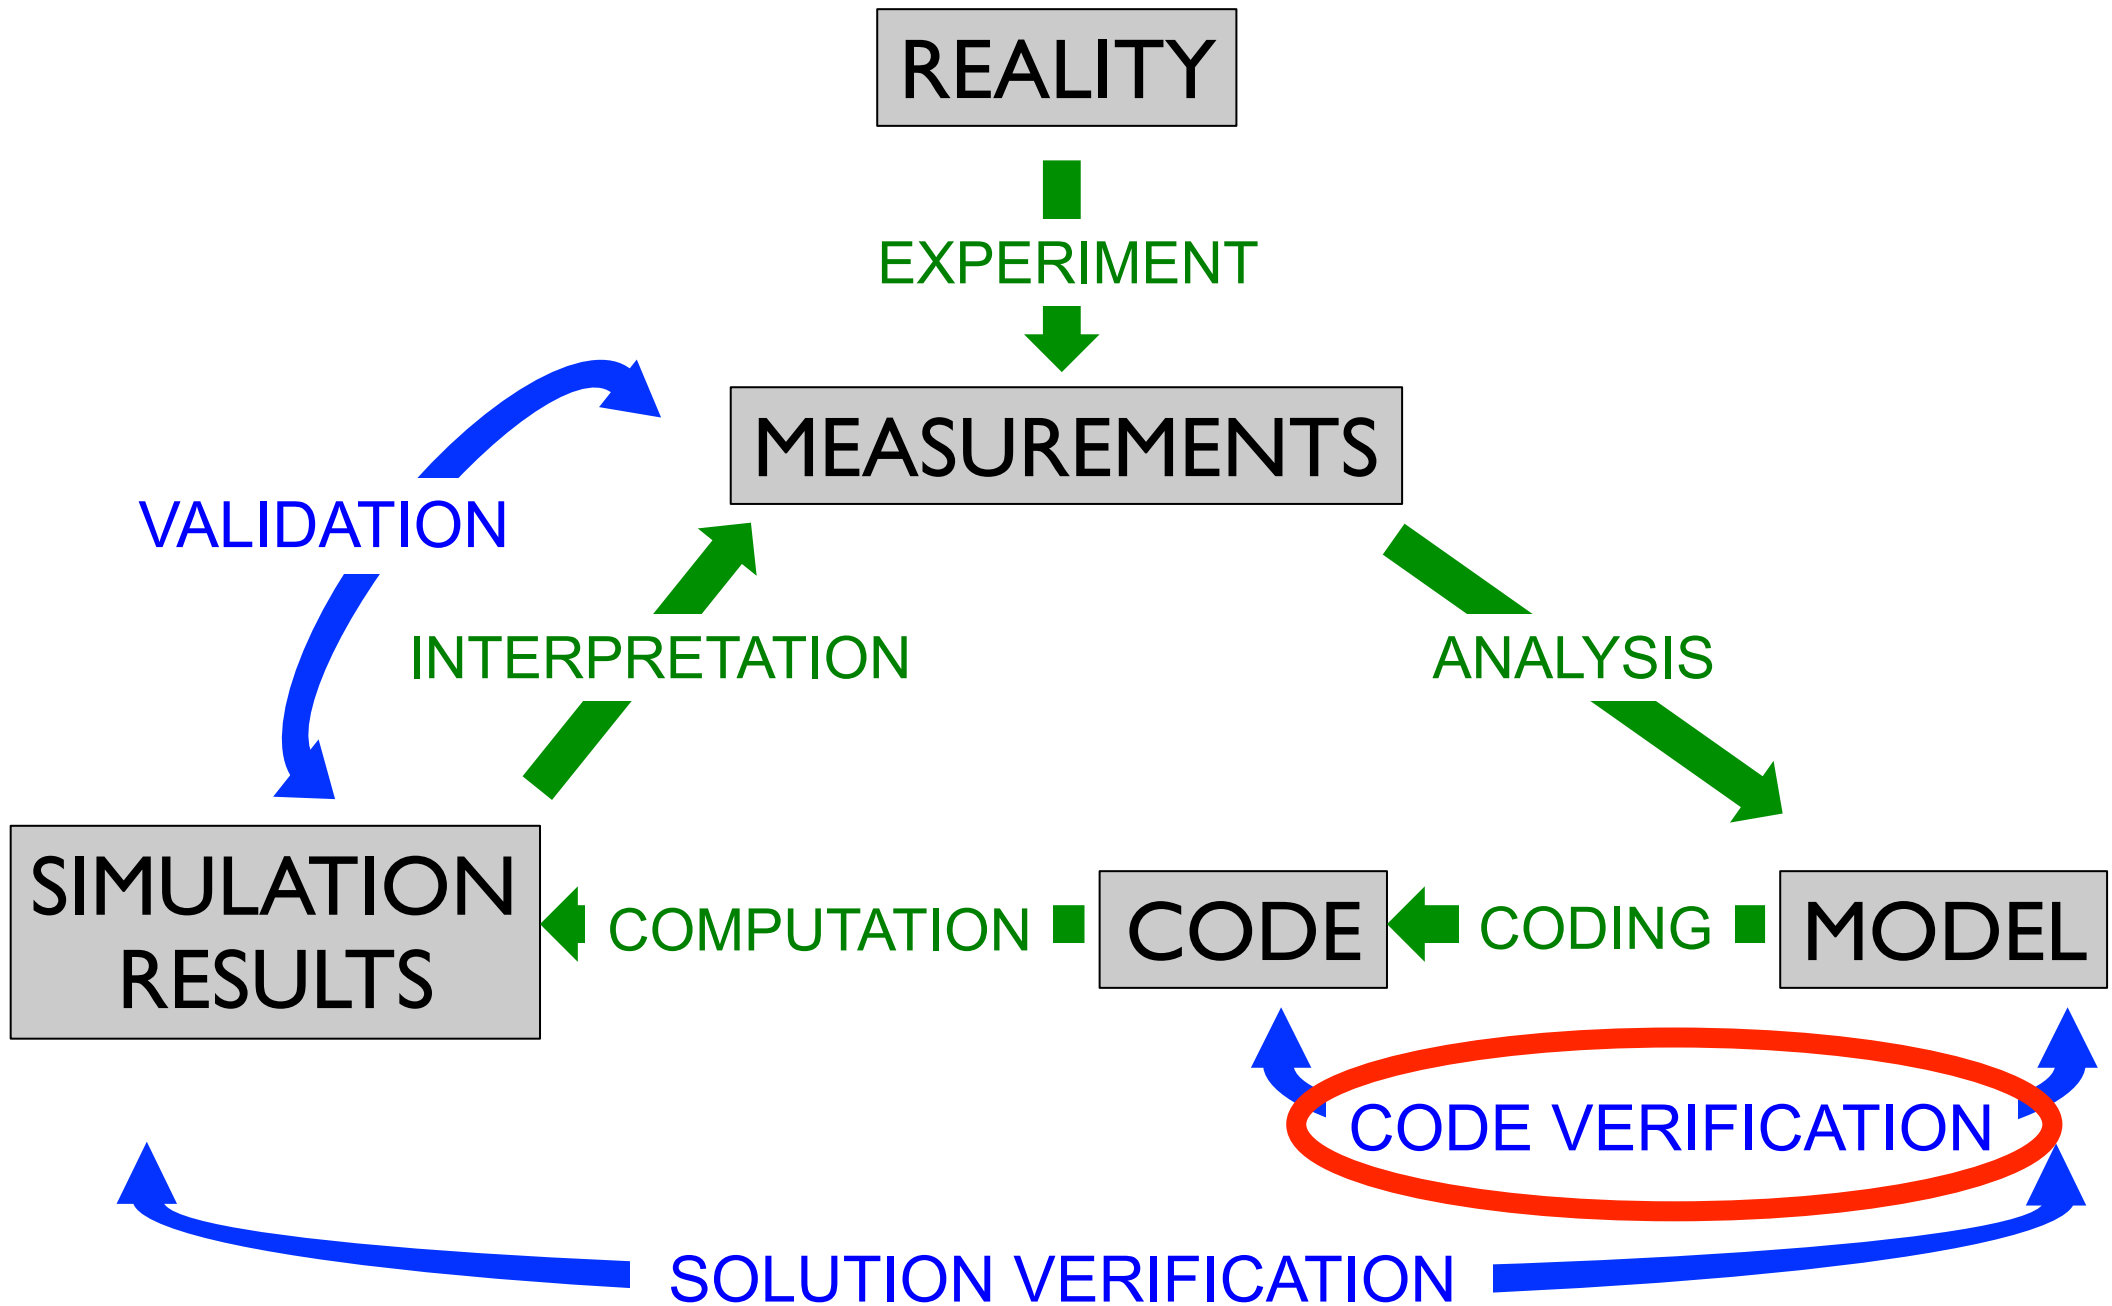 REALITY
EXPERIMENT
MEASUREMENTS
VALIDATION
INTERPRETATION
ANALYSIS
SIMULATION
RESULTS
COMPUTATION
CODE
CODING
MODEL
CODE VERIFICATION
SOLUTION VERIFICATION